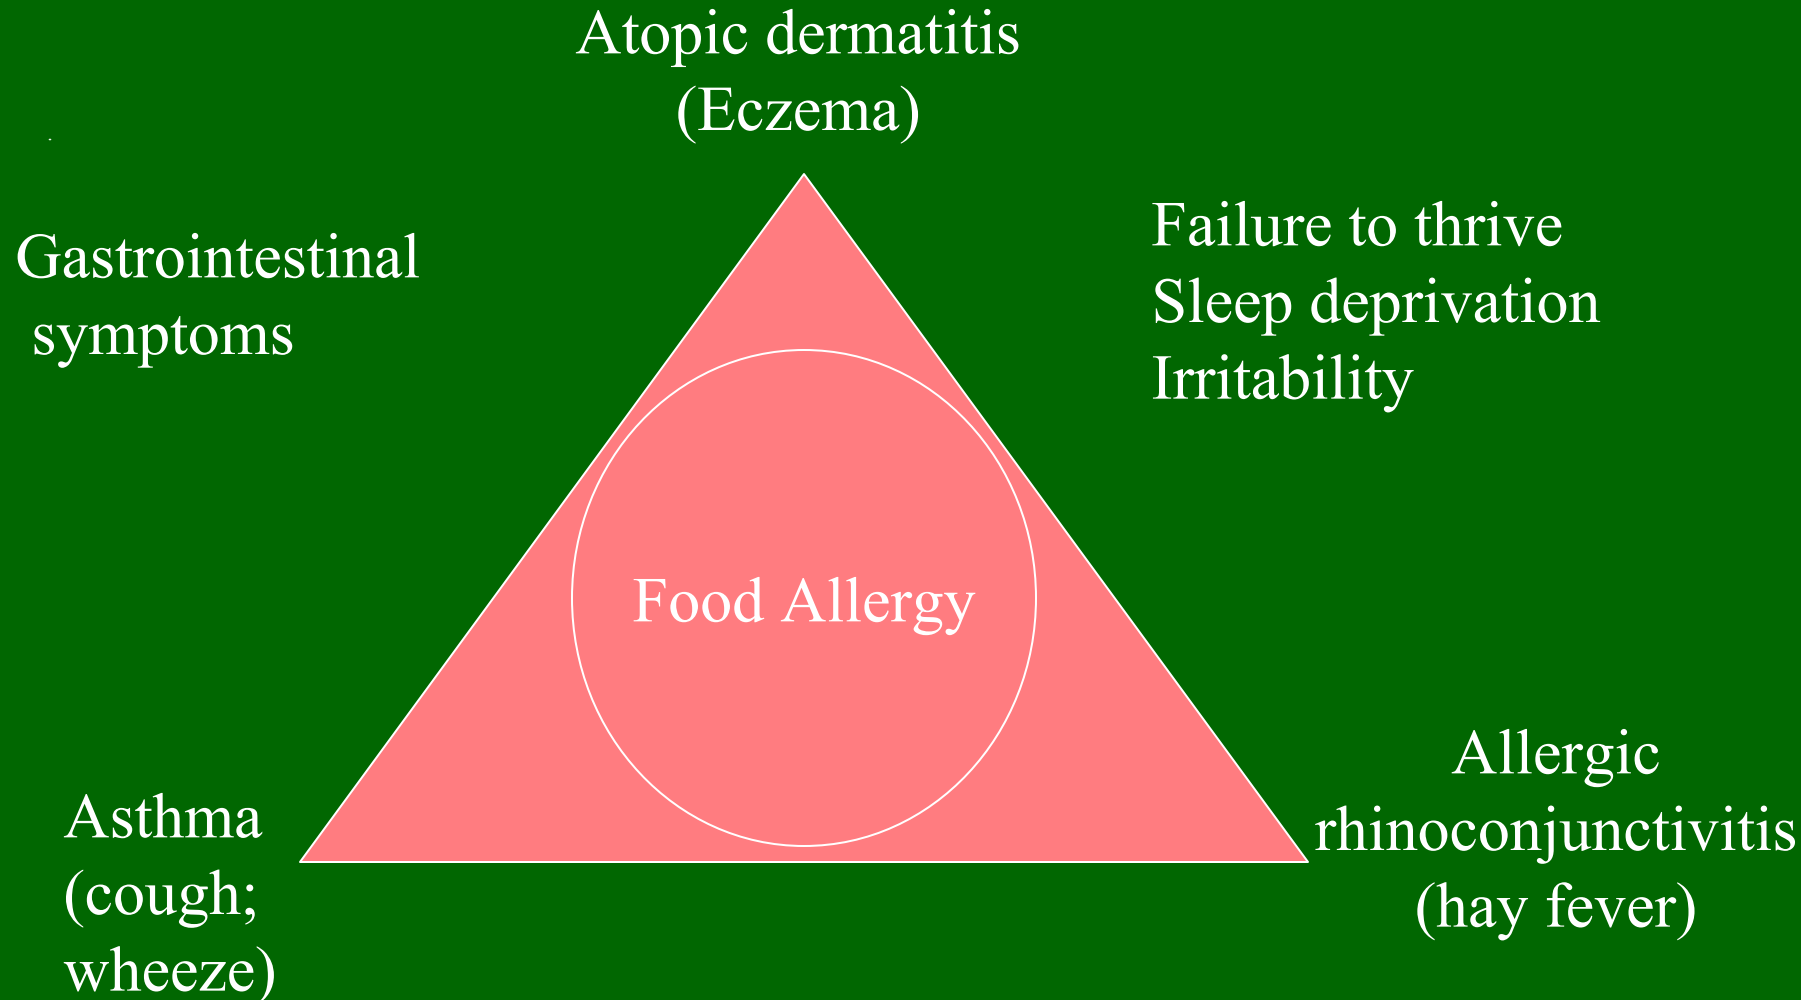 Atopic dermatitis
(Eczema)
Gastrointestinal
symptoms
Failure to thrive
Sleep deprivation
Irritability
Food Allergy
Asthma
(cough;
wheeze)
Allergic
rhinoconjunctivitis
(hay fever)